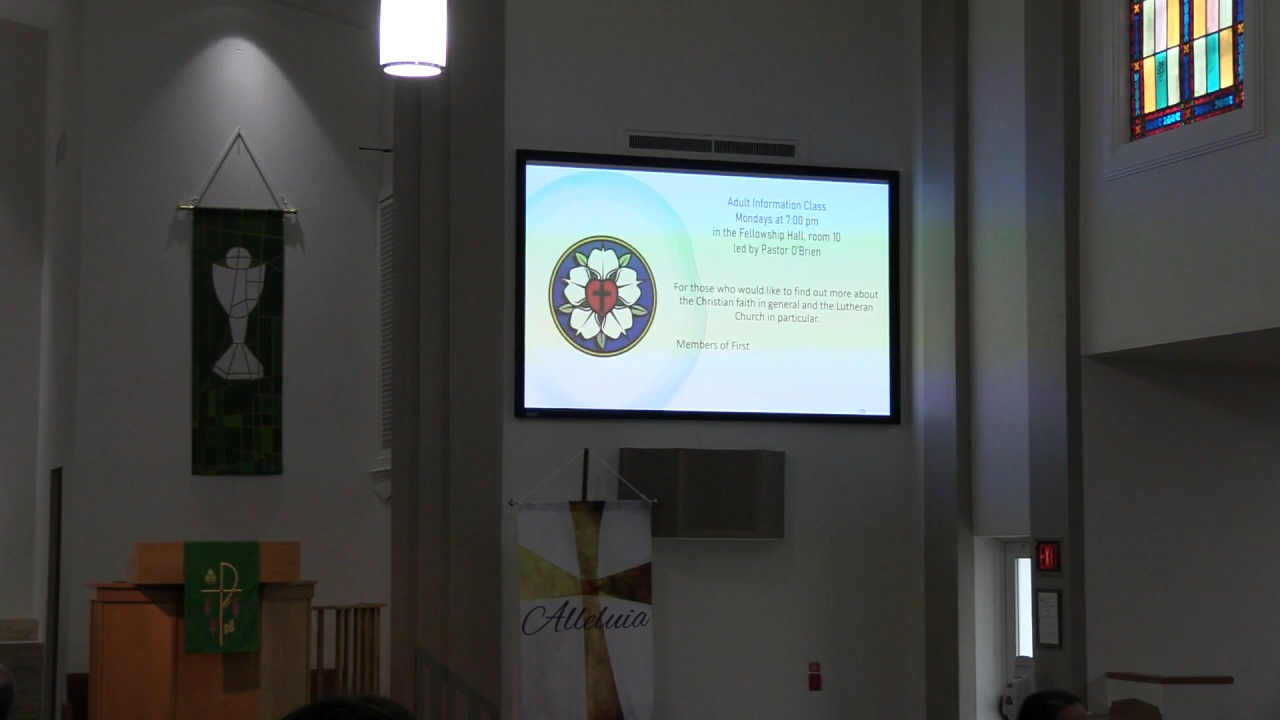 Adult Information Class
Mondays at 7:00 pm
in the Fellowship Hall, room 10
led by Pastor O'Brien
For those who would like to find out more about
the Christian faith in general and the Lutheran
Church in particular.
Members of First
Alleluia